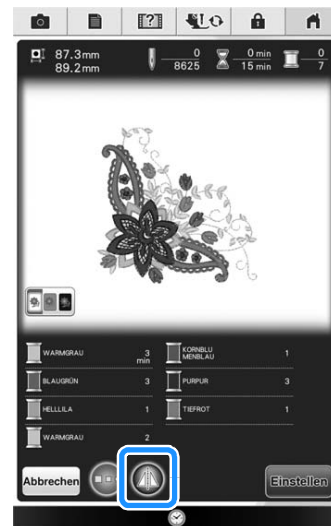 87.3mm
89.2mm
0
8625
0 min
15 min
0
7
WARMGRAU 3 min
KORNBLU
MENBLAU 1
BLAUGRÜN 3
PURPUR 3
HELLLILA 1
TIEFROT 1
WARMGRAU 2
Abbrechen
Einstellen